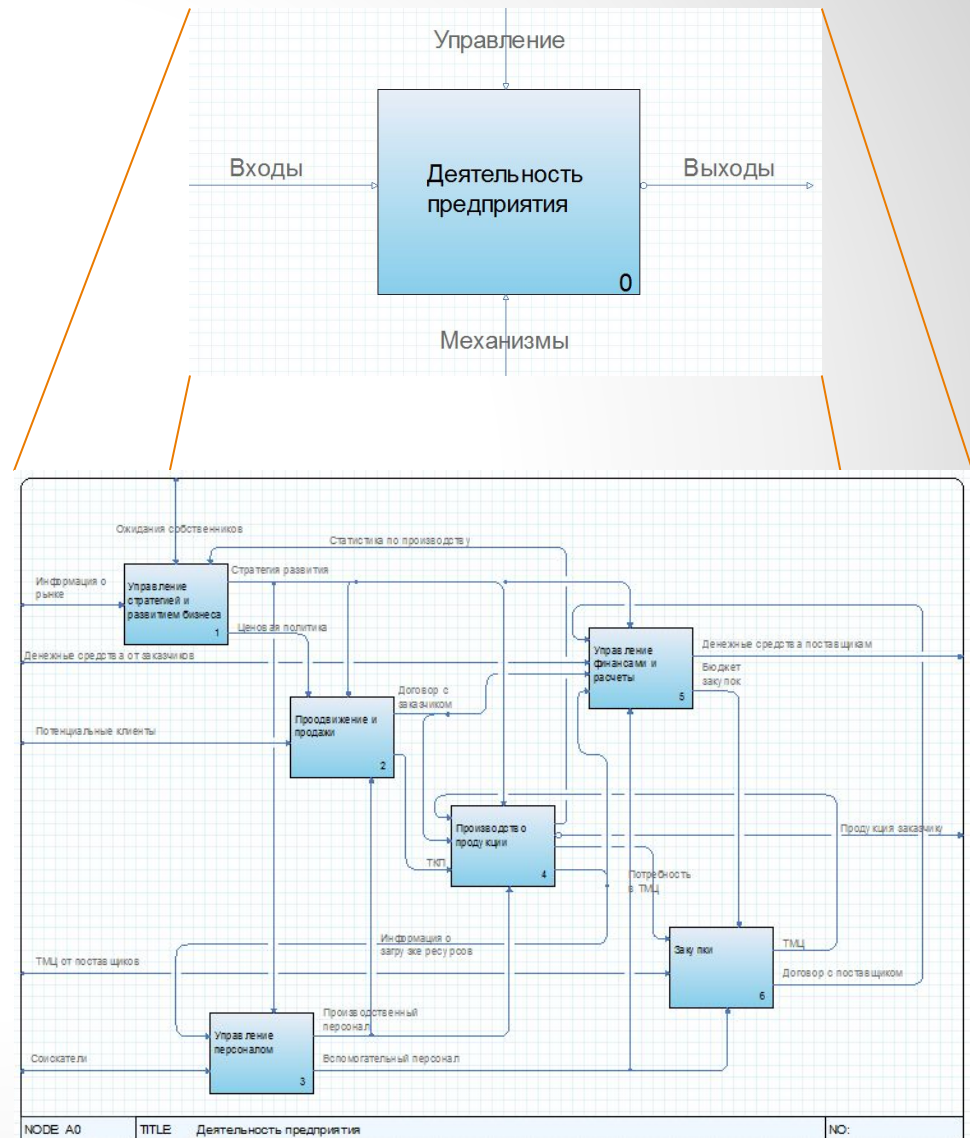 Управление
Входы
Выходы
Деятельность
предприятия
0
Механизмы
Ожидания собственников
Статистика по производству
Стратегия развития
Информация о
рынке
Управление
стратегией и
развитием бизнеса
1
Ценовая политика
Денежные средства от заказчиков
Управление
финансами и
расчеты
5
Денежные средства поставщикам
Бюджет
закупок
Договор с
заказчиком
Потенциальные клиенты
Проодвижение и
продажи
2
Производство
продукции
4
Продукция заказчику
ТКП
Потребность
в ТМЦ
Информация о
загрузке ресурсов
ТМЦ от поставщиков
Закупки
6
ТМЦ
Договор с поставщиком
Производственный
персонал
Управление
персоналом
3
Соискатели
Вспомогательный персонал
NODE A0
TITLE Деятельность предприятия
NO: